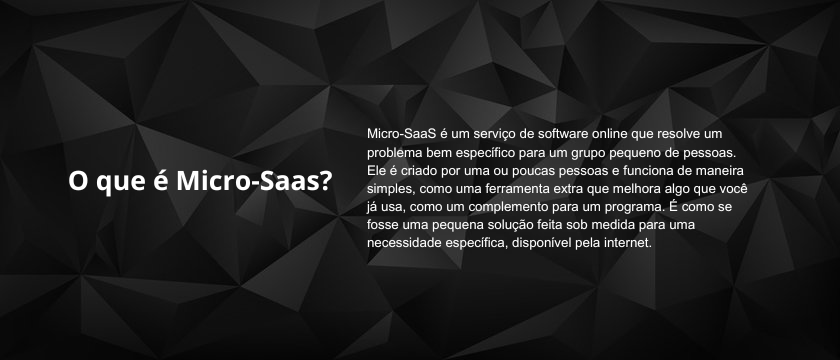 O que é Micro-Saas?
Micro-SaaS é um serviço de software online que resolve um
problema bem específico para um grupo pequeno de pessoas.
Ele é criado por uma ou poucas pessoas e funciona de maneira
simples, como uma ferramenta extra que melhora algo que você
já usa, como um complemento para um programa. É como se
fosse uma pequena solução feita sob medida para uma
necessidade específica, disponível pela internet.